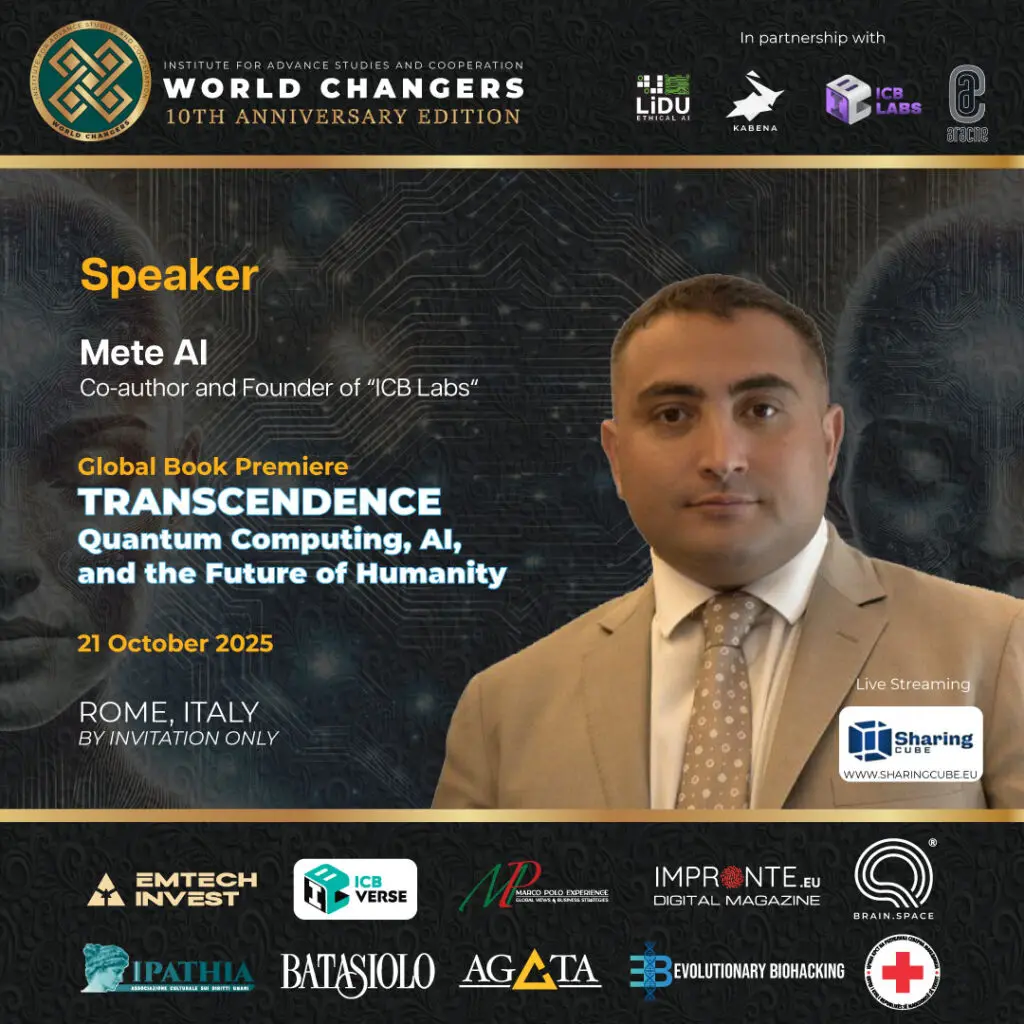 INSTITUTE FOR ADVANCE STUDIES AND COOPERATION
WORLD CHANGERS
10TH ANNIVERSARY EDITION
WORLD CHANGERS
In partnership with
LiDU
ETHICAL AI
KABENA
ICB
LABS
aracne
Speaker
Mete Al
Co-author and Founder of “ICB Labs“
Global Book Premiere
TRANSCENDENCE
Quantum Computing, AI,
and the Future of Humanity
21 October 2025
ROME, ITALY
BY INVITATION ONLY
Live Streaming
Sharing
CUBE
WWW.SHARINGCUBE.EU
EMTECH
INVEST
ICB
VERSE
MP
MARCO POLO EXPERIENCE
GLOBAL VIEWS & BUSINESS STRATEGIES
IMPRONTE.EU
DIGITAL MAGAZINE
BRAIN.SPACE
®
IPATHIA
ASSOCIAZIONE CULTURALE SUI DIRITTI UMANI
BATASIOLO
AGATA
EVOLUTIONARY BIOHACKING